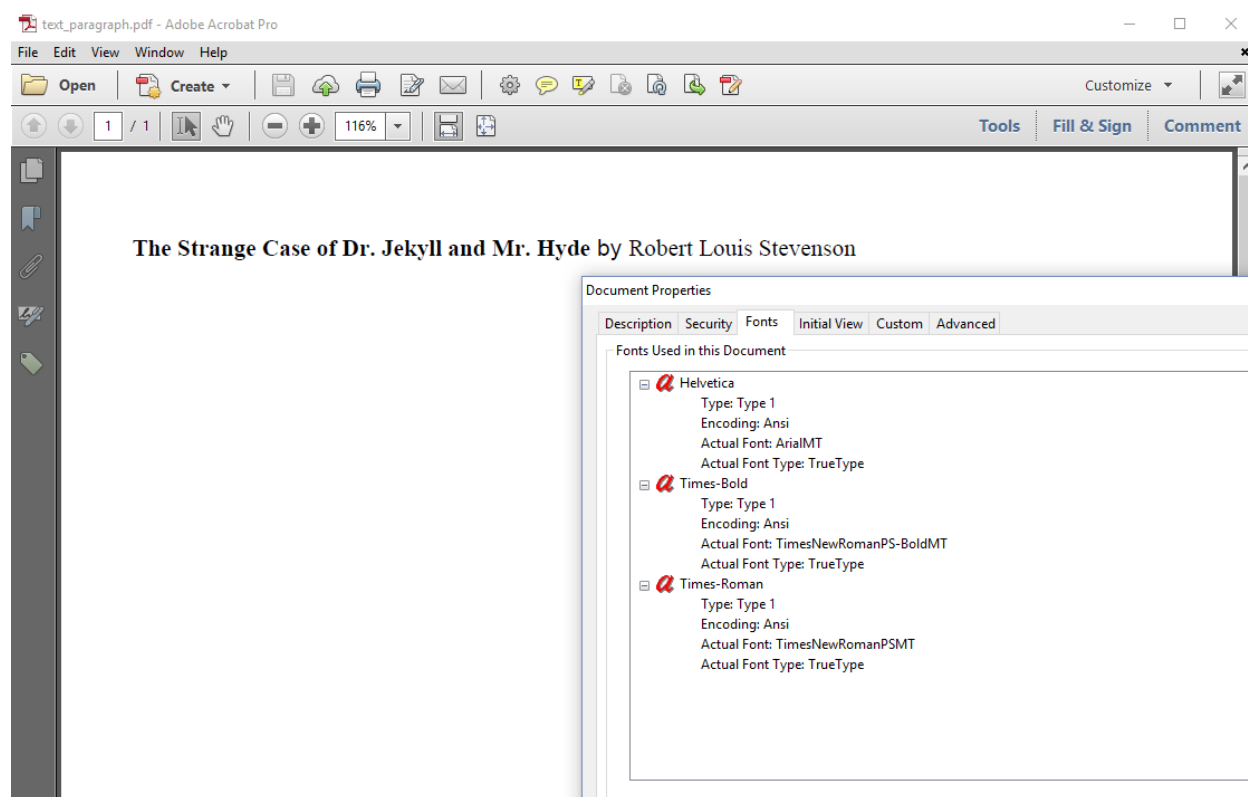 text_paragraph.pdf - Adobe Acrobat Pro
File Edit View Window Help
Open Create Customize
1 / 1 116% Tools Fill & Sign Comment
The Strange Case of Dr. Jekyll and Mr. Hyde by Robert Louis Stevenson
Document Properties
Description Security Fonts Initial View Custom Advanced
Fonts Used in this Document
Helvetica
Type: Type 1
Encoding: Ansi
Actual Font: ArialMT
Actual Font Type: TrueType
Times-Bold
Type: Type 1
Encoding: Ansi
Actual Font: TimesNewRomanPS-BoldMT
Actual Font Type: TrueType
Times-Roman
Type: Type 1
Encoding: Ansi
Actual Font: TimesNewRomanPSMT
Actual Font Type: TrueType